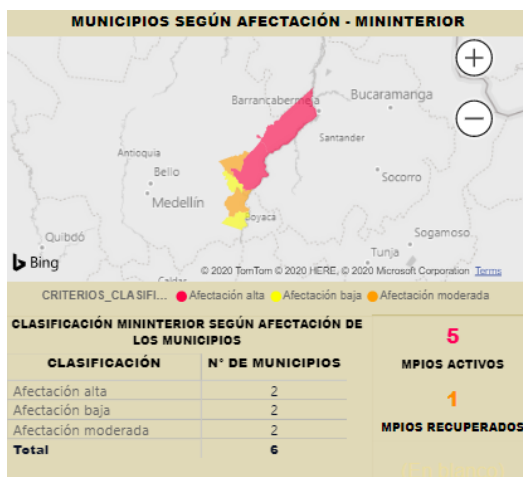 MUNICIPIOS SEGÚN AFECTACIÓN - MININTERIOR
Barrancabermeja
Bucaramanga
Santander
Antioquia
Bello
Medellín
Socorro
Boyacá
Sogamoso
Quibdó
Tunja
Caldas
Bing
© 2020 TomTom © 2020 HERE, © 2020 Microsoft Corporation Terms
CRITERIOS_CLASIFI... Afectación alta Afectación baja Afectación moderada
CLASIFICACIÓN MININTERIOR SEGÚN AFECTACIÓN DE
LOS MUNICIPIOS
CLASIFICACIÓN N° DE MUNICIPIOS
Afectación alta 2
Afectación baja 2
Afectación moderada 2
Total 6
5
MPIOS ACTIVOS
1
MPIOS RECUPERADOS